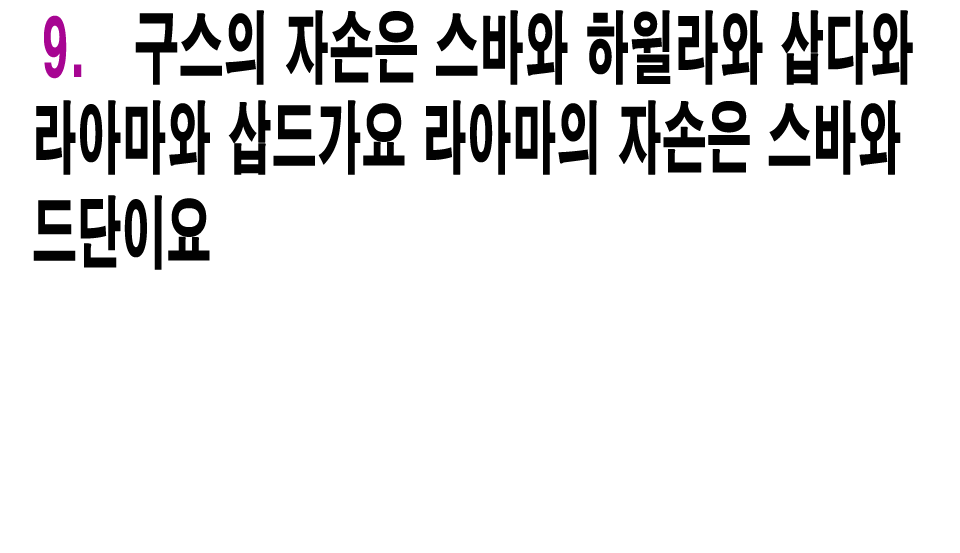 9. 구스의 자손은 스바와 하윌라와 삽다와
라아마와 삽드가요 라아마의 자손은 스바와
드단이요